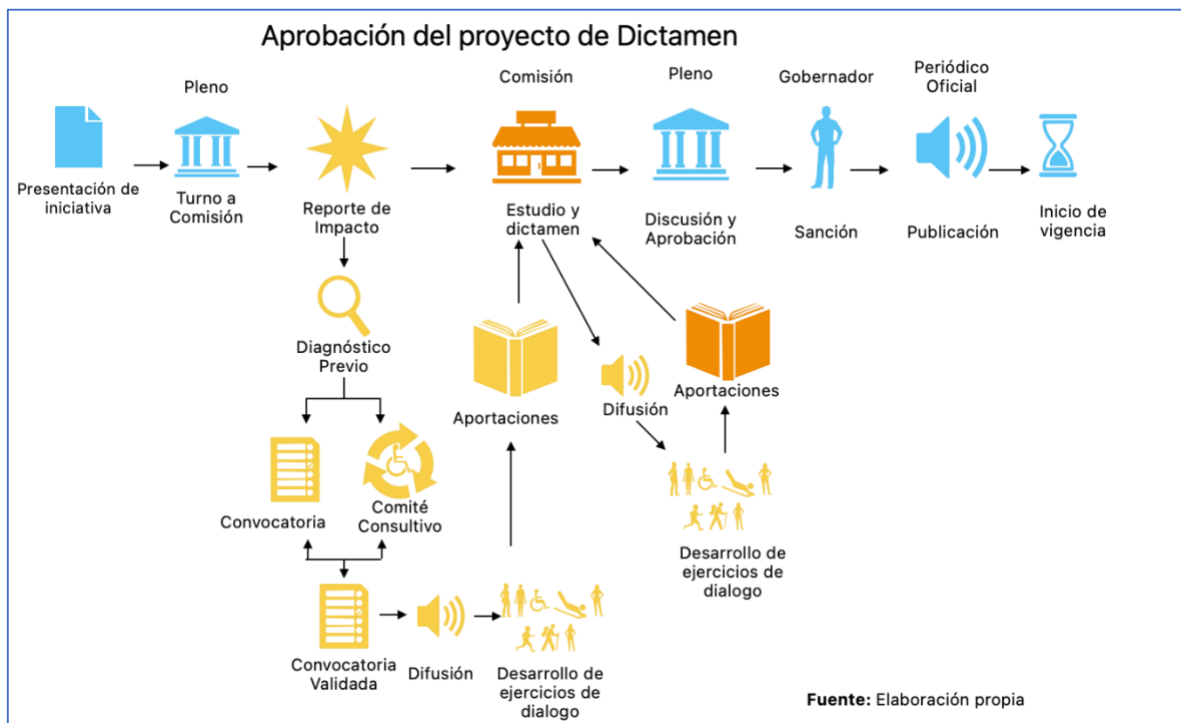 Aprobación del proyecto de Dictamen
Pleno
Comisión
Pleno
Gobernador
Periódico
Oficial
Presentación de
iniciativa
Turno a
Comisión
Reporte de
Impacto
Estudio y
dictamen
Discusión y
Aprobación
Sanción
Publicación
Inicio de
vigencia
Diagnóstico
Previo
Aportaciones
Difusión
Aportaciones
Convocatoria
Comité
Consultivo
Desarrollo de
ejercicios de
dialogo
Convocatoria
Validada
Difusión
Desarrollo de
ejercicios de
dialogo
Fuente: Elaboración propia